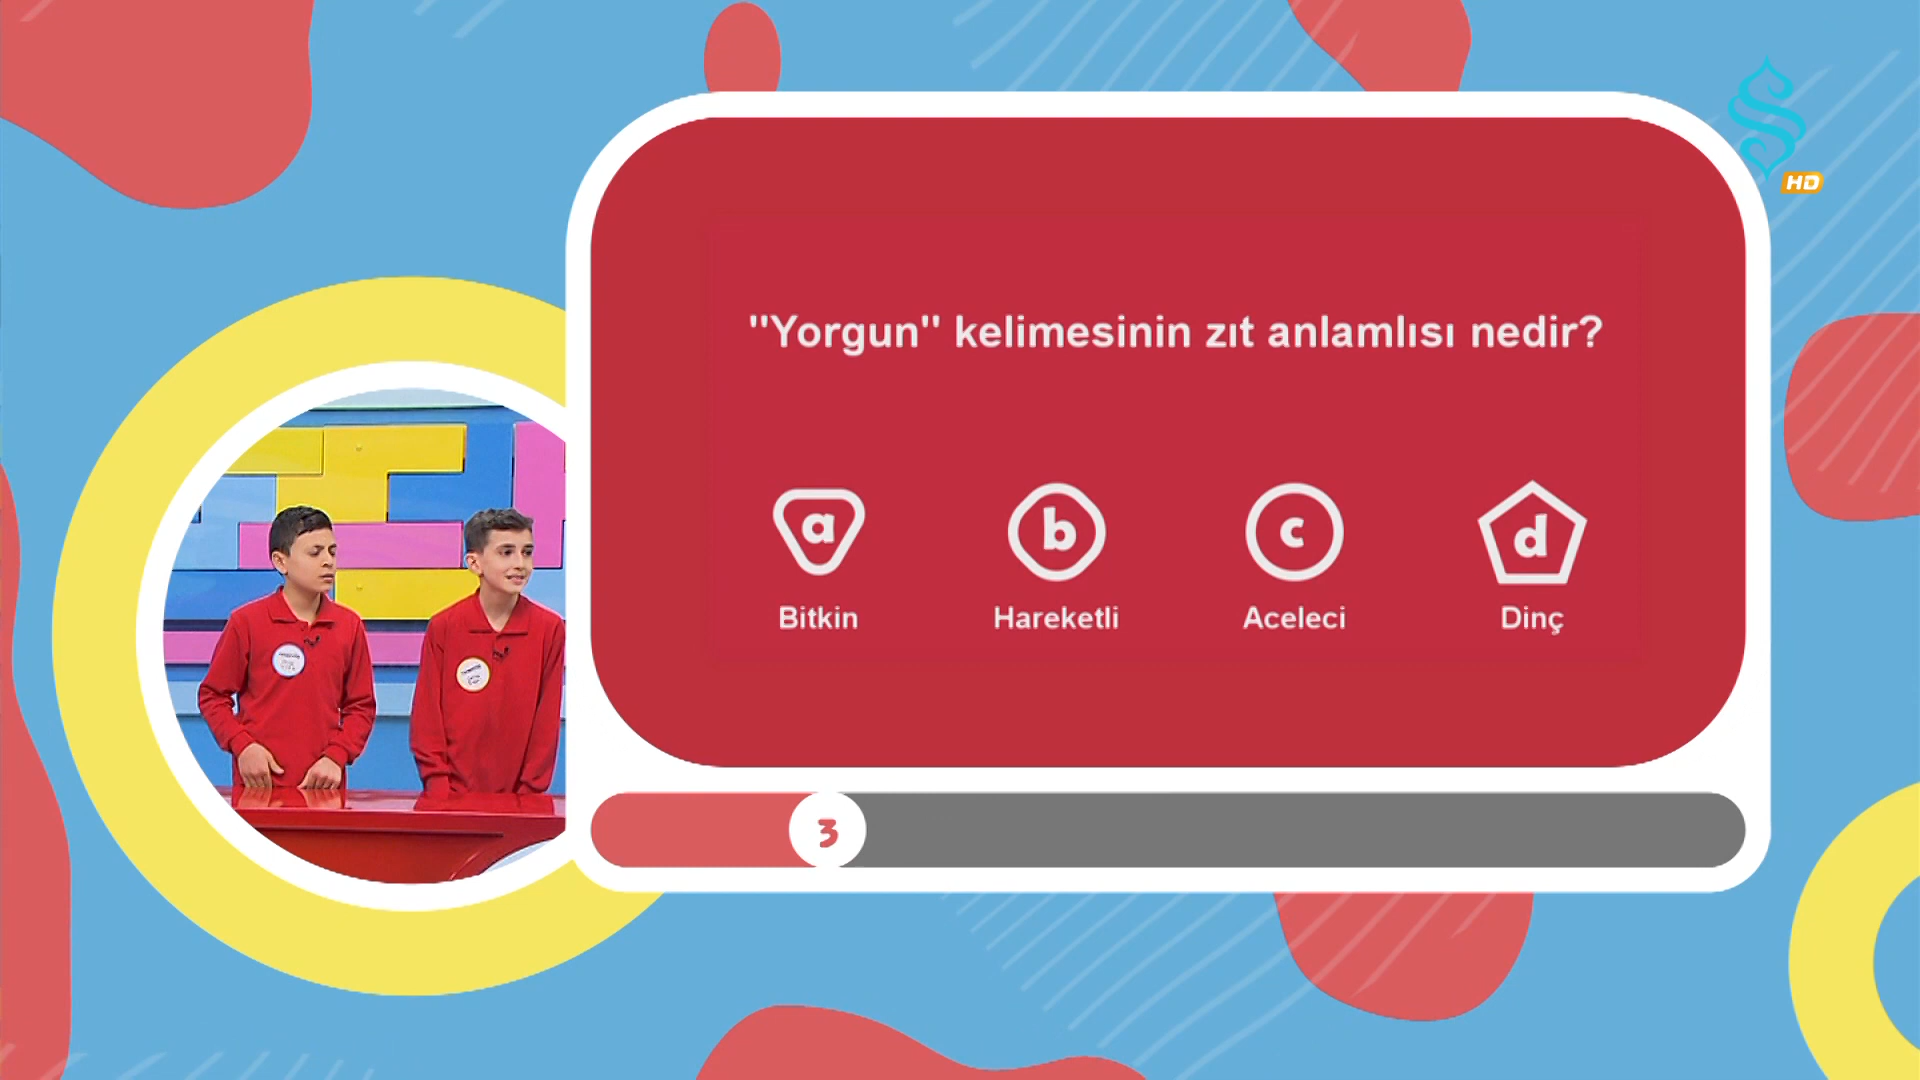 HD
"Yorgun" kelimesinin zıt anlamlısı nedir?
a
b
c
d
Bitkin
Hareketli
Aceleci
Dinç
3